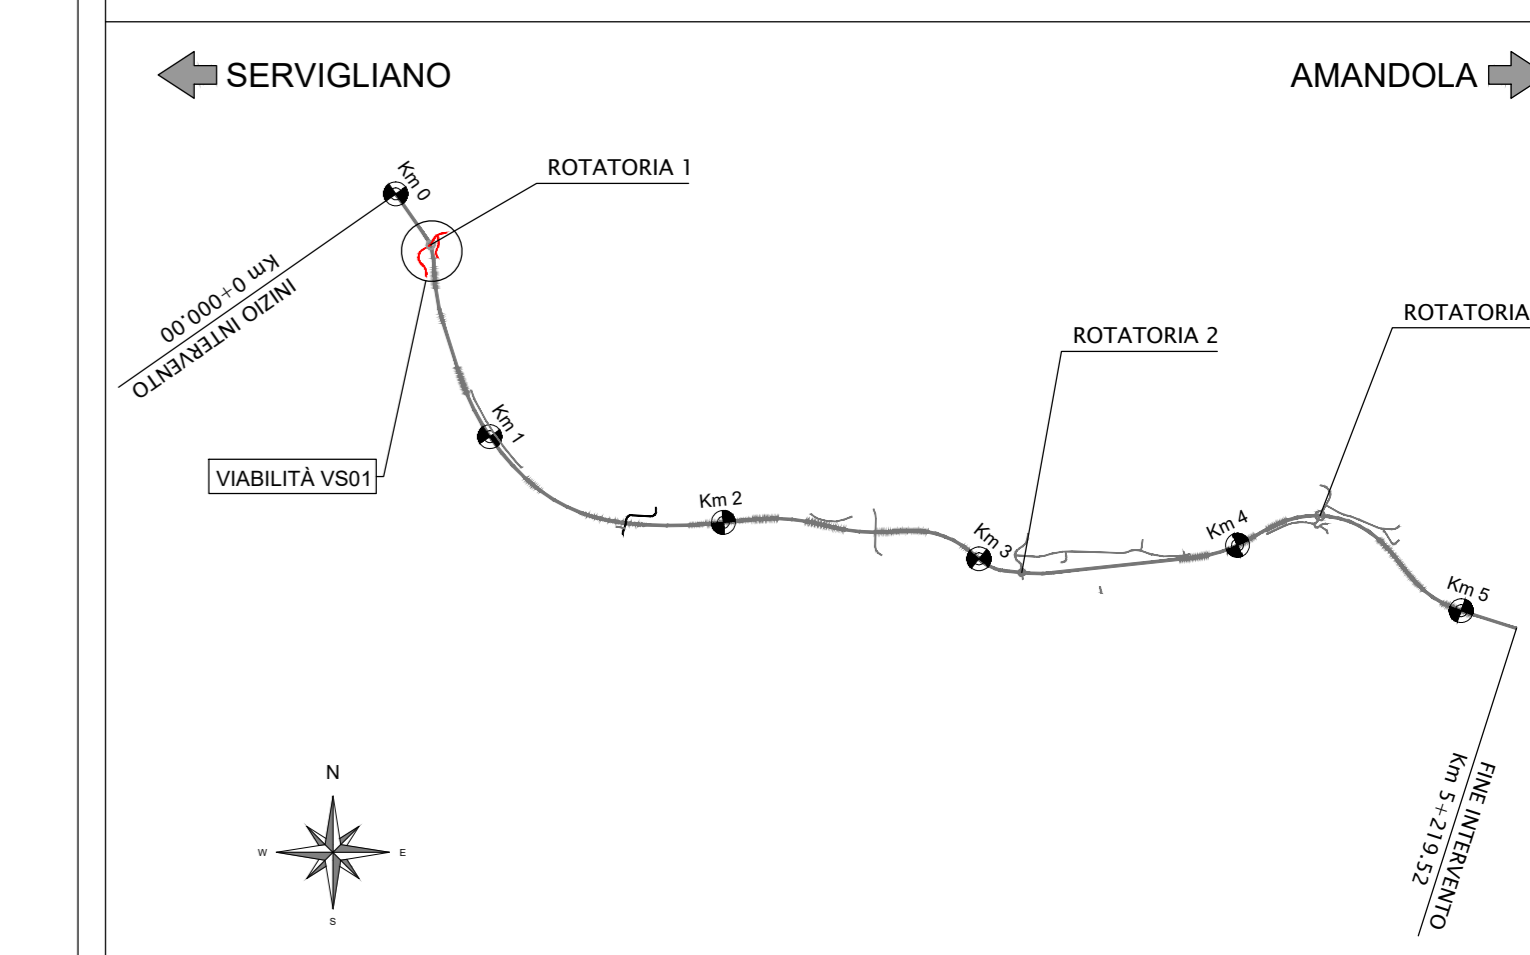 SERVIGLIANO
AMANDOLA
Km 0
ROTATORIA 1
Km 0+000.00
INIZIO INTERVENTO
ROTATORIA
ROTATORIA 2
Km 1
VIABILITÀ VS01
Km 2
Km 3
Km 4
Km 5
N
W
E
S
Km 5+219.52
FINE INTERVENTO